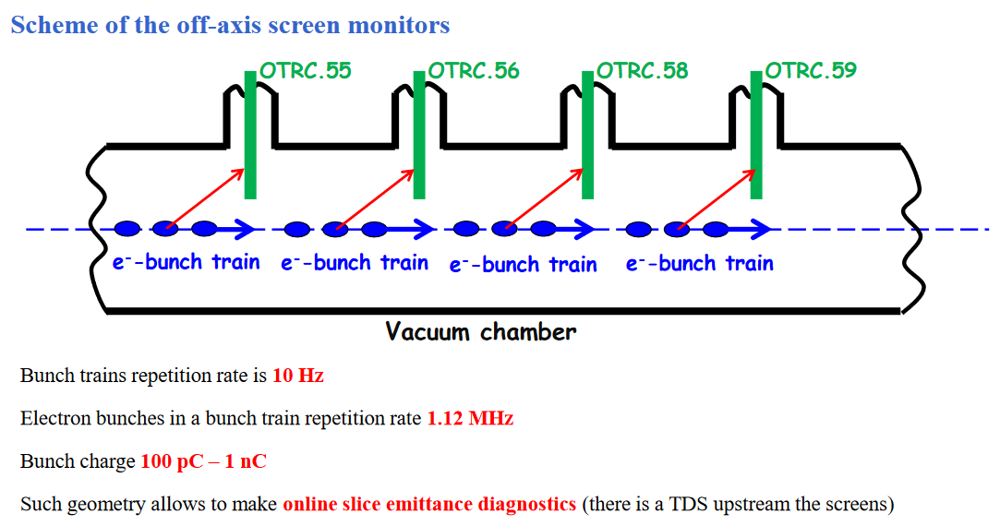 Scheme of the off-axis screen monitors
OTRC.55 OTRC.56 OTRC.58 OTRC.59
e⁻-bunch train e⁻-bunch train e⁻-bunch train e⁻-bunch train
Vacuum chamber
Bunch trains repetition rate is 10 Hz
Electron bunches in a bunch train repetition rate 1.12 MHz
Bunch charge 100 pC – 1 nC
Such geometry allows to make online slice emittance diagnostics (there is a TDS upstream the screens)